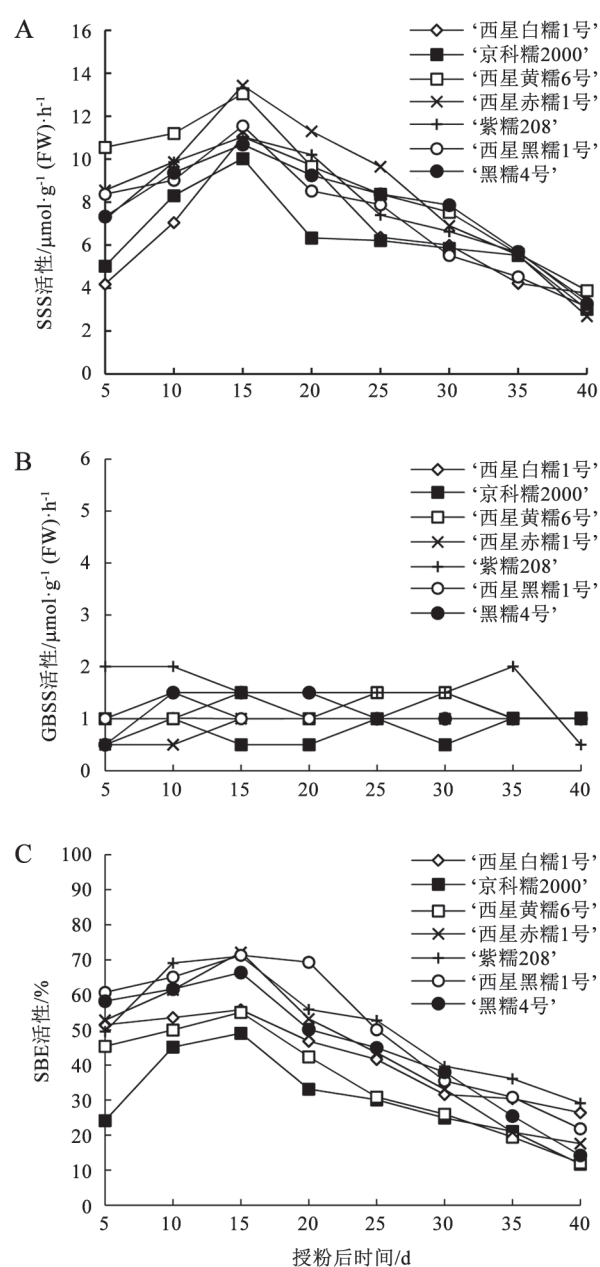 A
16
14
12
10
8
6
4
2
0
SSS活性/μmol·g⁻¹ (FW)·h⁻¹
5 10 15 20 25 30 35 40
‘西星白糯1号’
‘京科糯2000’
‘西星黄糯6号’
‘西星赤糯1号’
‘紫糯208’
‘西星黑糯1号’
‘黑糯4号’
B
6
5
4
3
2
1
0
GBSS活性/μmol·g⁻¹ (FW)·h⁻¹
5 10 15 20 25 30 35 40
‘西星白糯1号’
‘京科糯2000’
‘西星黄糯6号’
‘西星赤糯1号’
‘紫糯208’
‘西星黑糯1号’
‘黑糯4号’
C
100
90
80
70
60
50
40
30
20
10
0
SBE活性/%
5 10 15 20 25 30 35 40
‘西星白糯1号’
‘京科糯2000’
‘西星黄糯6号’
‘西星赤糯1号’
‘紫糯208’
‘西星黑糯1号’
‘黑糯4号’
授粉后时间/d